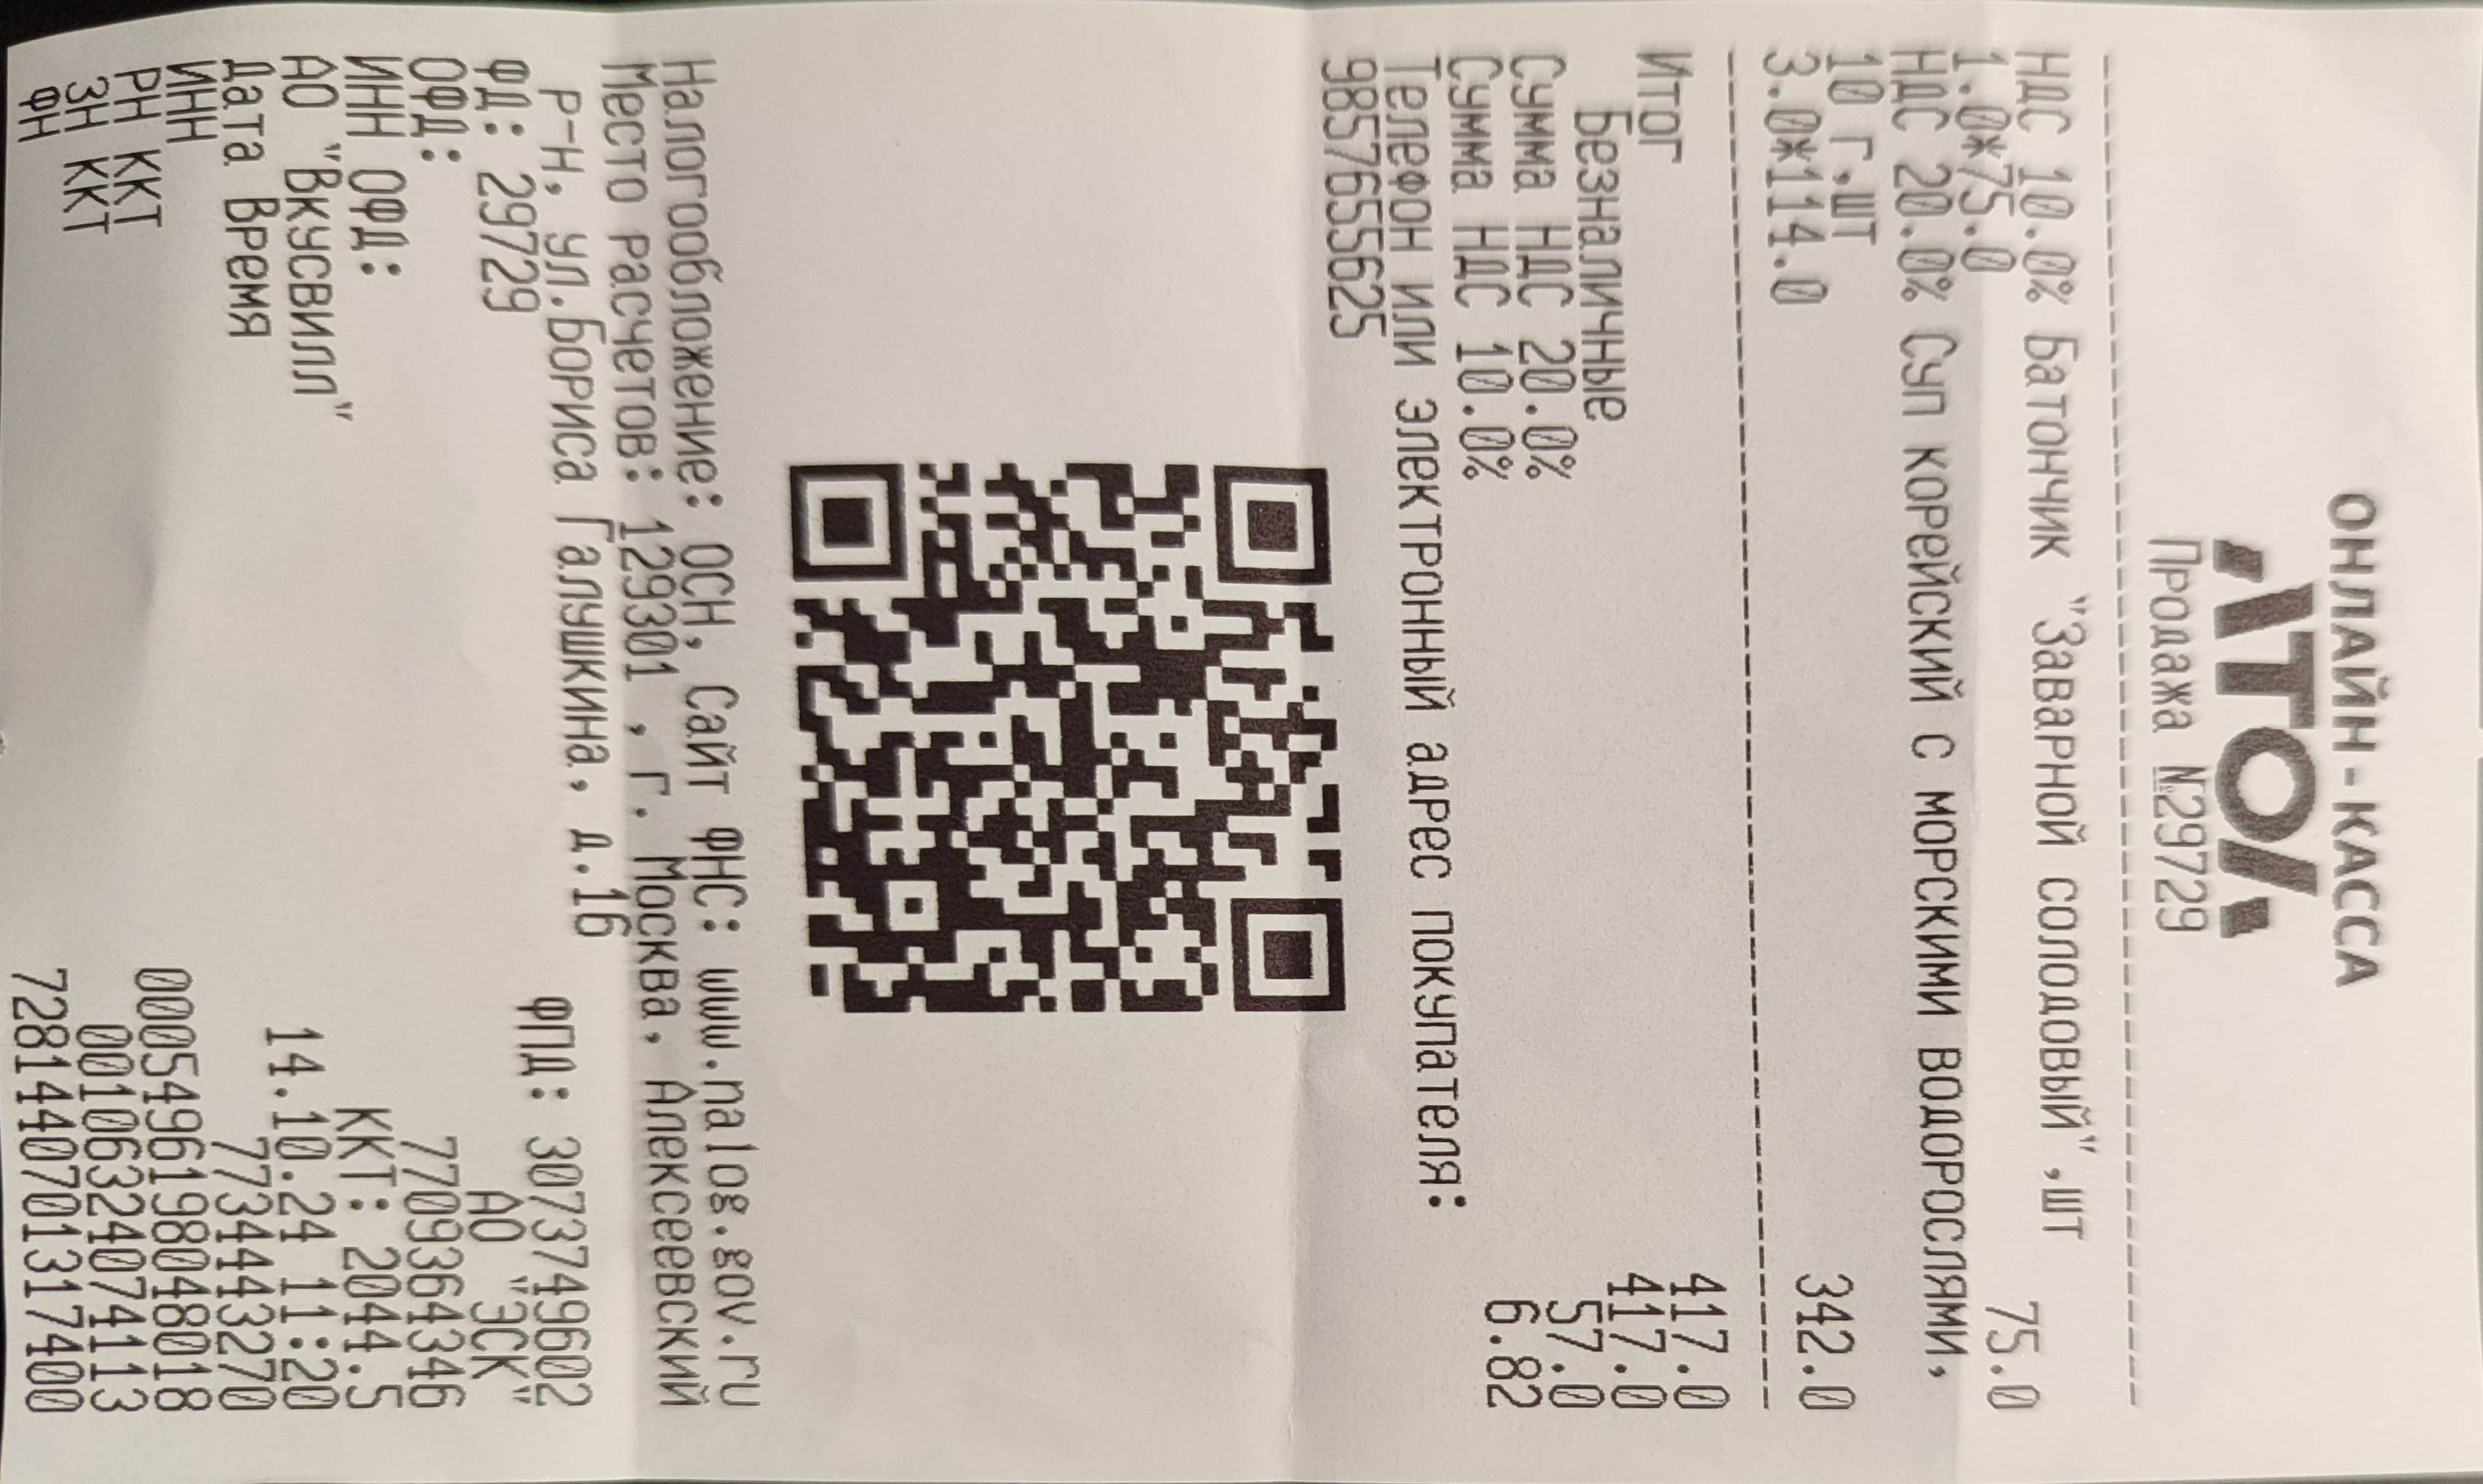 ОНЛАЙН-КАССА
АТОЛ
Продажа №29729
НДС 10.0% Батончик "Заварной солодовый",шт
1.0*75.0 75.0
НДС 20.0% Суп корейский с морскими водорослями,
10 г,шт
3.0*114.0 342.0
Итог 417.0
Безналичные 417.0
Сумма НДС 20.0% 57.0
Сумма НДС 10.0% 6.82
Телефон или электронный адрес покупателя:
9857655625
Налогообложение: ОСН, Сайт ФНС: www.nalog.gov.ru
Место расчетов: 129301 , г. Москва, Алексеевский
р-н, ул.Бориса Галушкина, д.16
ФД: 29729 ФПД: 3073749602
ОФД: АО "ЭСК"
ИНН ОФД: 7709364346
АО "Вкусвилл" ККТ: 2044.5
Дата Время 14.10.24 11:20
ИНН 7734443270
РН ККТ 0005496198048018
ЗН ККТ 00106324074113
ФН 7281440701317400